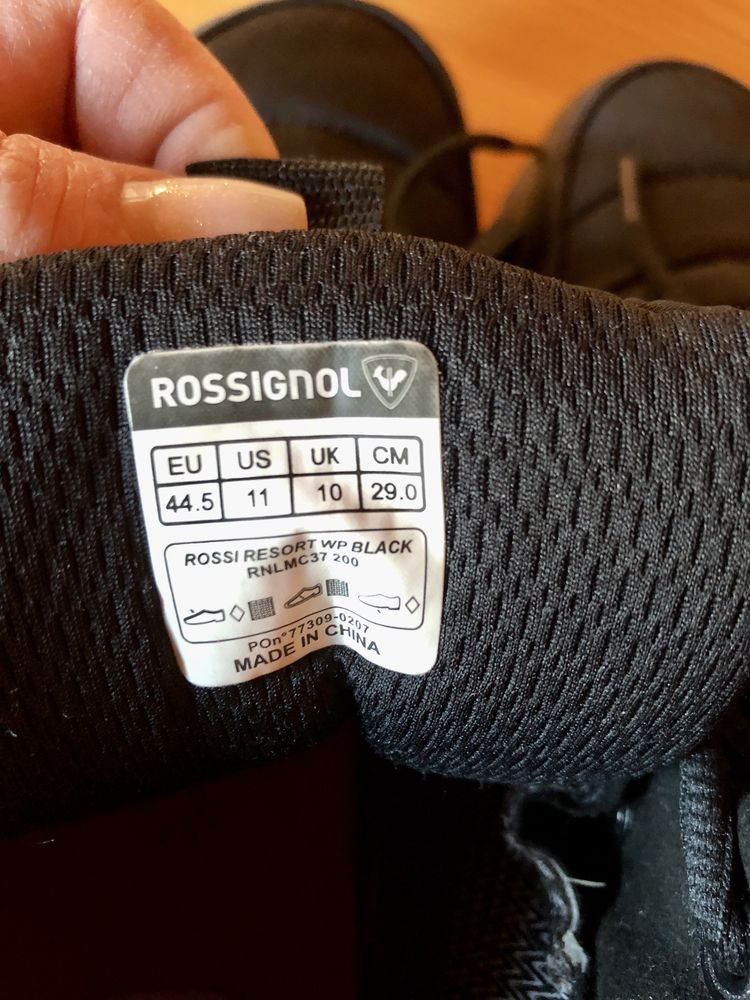 ROSSIGNOL
EU US UK CM
44.5 11 10 29.0
ROSSI RESORT WP BLACK
RNLMC37 200
POn°77309-0207
MADE IN CHINA